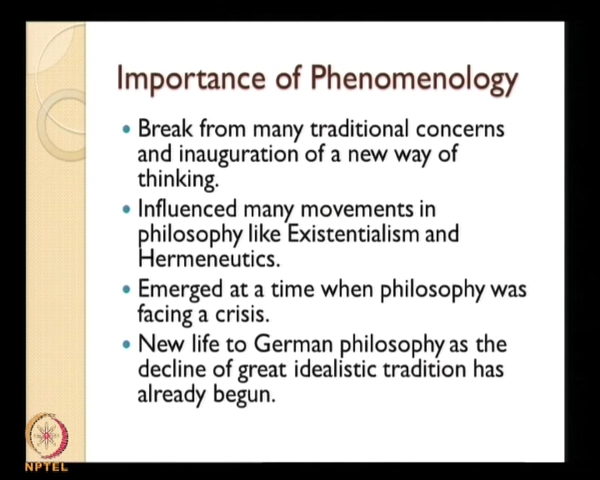 Importance of Phenomenology
• Break from many traditional concerns
and inauguration of a new way of
thinking.
• Influenced many movements in
philosophy like Existentialism and
Hermeneutics.
• Emerged at a time when philosophy was
facing a crisis.
• New life to German philosophy as the
decline of great idealistic tradition has
already begun.
NPTEL